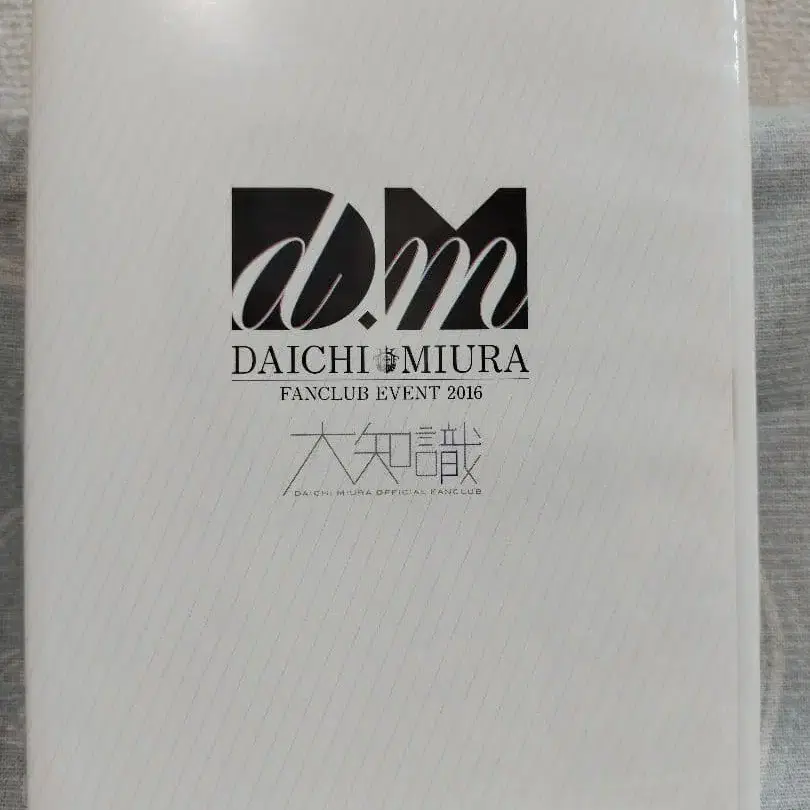 D.M
d m
DAICHI MIURA
FANCLUB EVENT 2016
大知識
DAICHI MIURA OFFICIAL FANCLUB